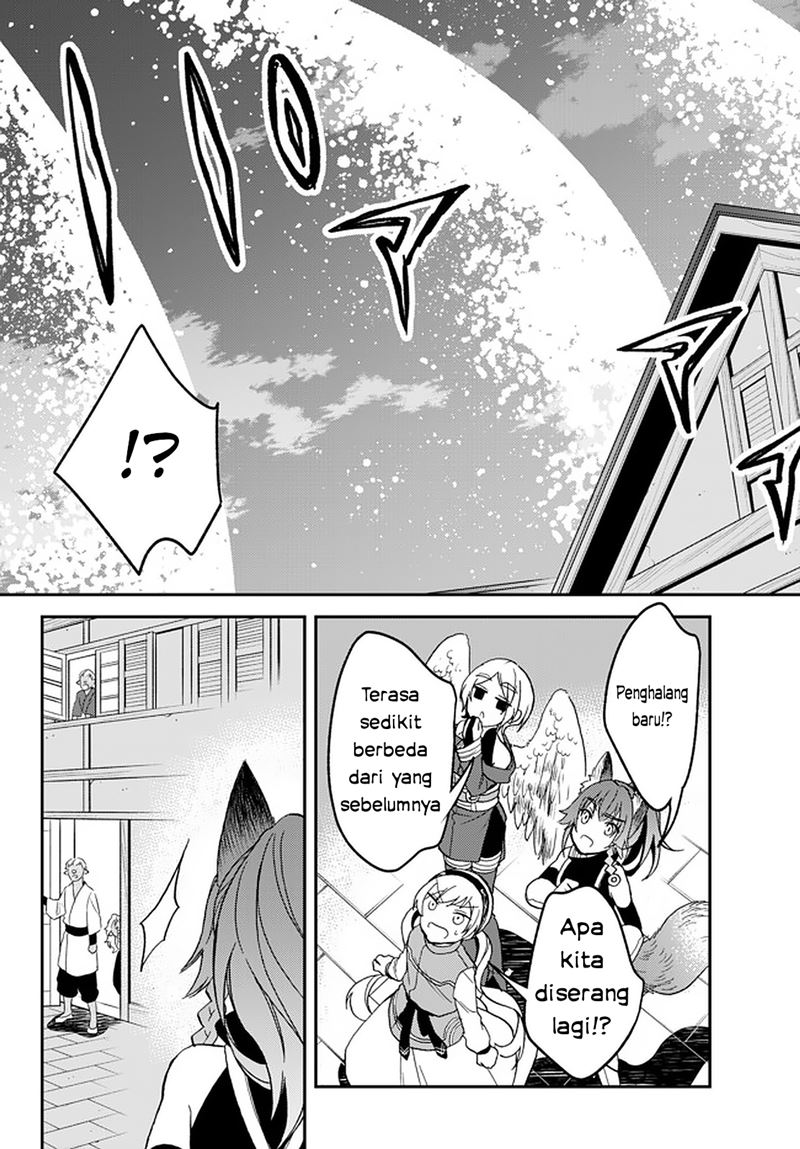 !?
Penghalang
baru!?
Terasa
sedikit
berbeda
dari yang
sebelumnya
Apa
kita
diserang
lagi!?